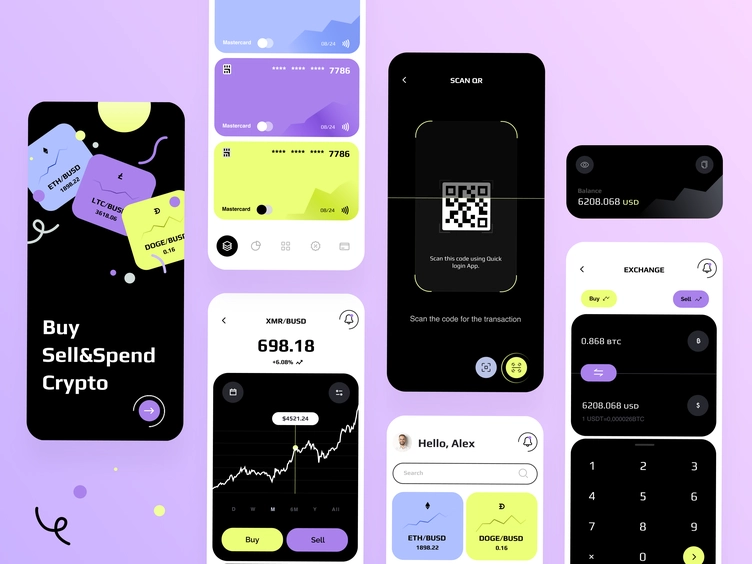 ETH/BUSD
1898.22
LTC/BUSD
3618.06
DOGE/BUSD
0.16
Buy
Sell&Spend
Crypto
Mastercard 08/24
**** **** **** 7786
Mastercard 08/24
**** **** **** 7786
Mastercard 08/24
XMR/BUSD
698.18
+6.08%
$4521.24
D W M 6M Y All
Buy Sell
SCAN QR
Scan this code using Quick
login App.
Scan the code for the transaction
Hello, Alex
Search
ETH/BUSD
1898.22
DOGE/BUSD
0.16
Balance
6208.068 USD
EXCHANGE
Buy Sell
0.868 BTC
6208.068 USD
$
1 USDT=0,000026BTC
1 2 3
4 5 6
7 8 9
× 0